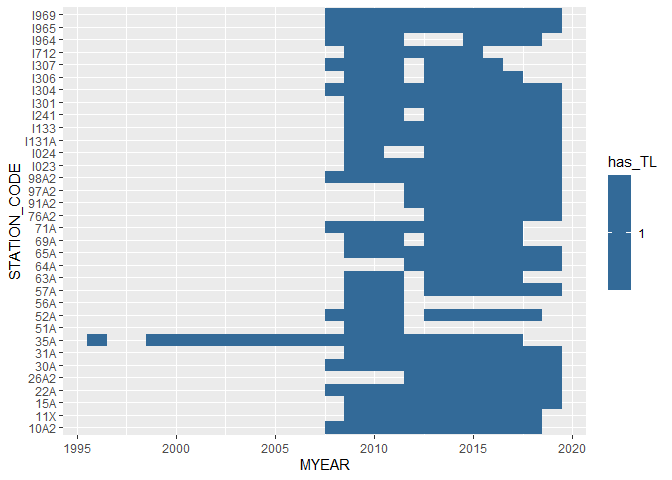 I969
I965
I964
I712
I307
I306
I304
I301
I241
I133
I131A
I024
I023
98A2
97A2
91A2
76A2
71A
69A
65A
64A
63A
57A
56A
52A
51A
35A
31A
30A
26A2
22A
15A
11X
10A2
STATION_CODE
1995 2000 2005 2010 2015 2020
MYEAR
has_TL
1